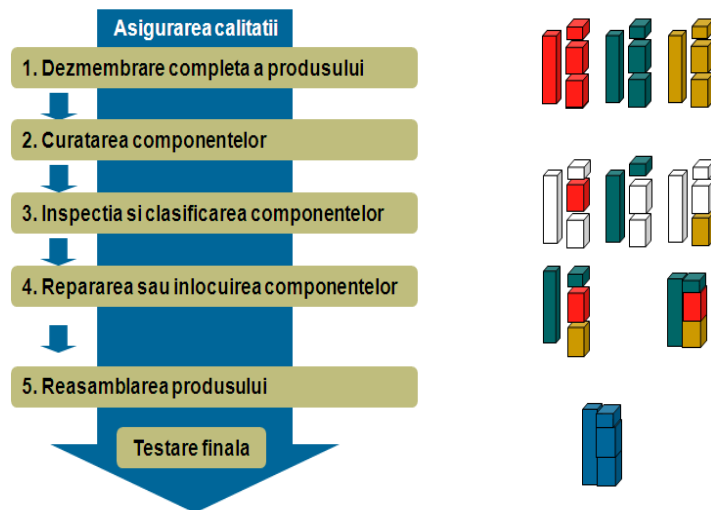 Asigurarea calitatii
1. Dezmembrare completa a produsului
2. Curatarea componentelor
3. Inspectia si clasificarea componentelor
4. Repararea sau inlocuirea componentelor
5. Reasamblarea produsului
Testare finala